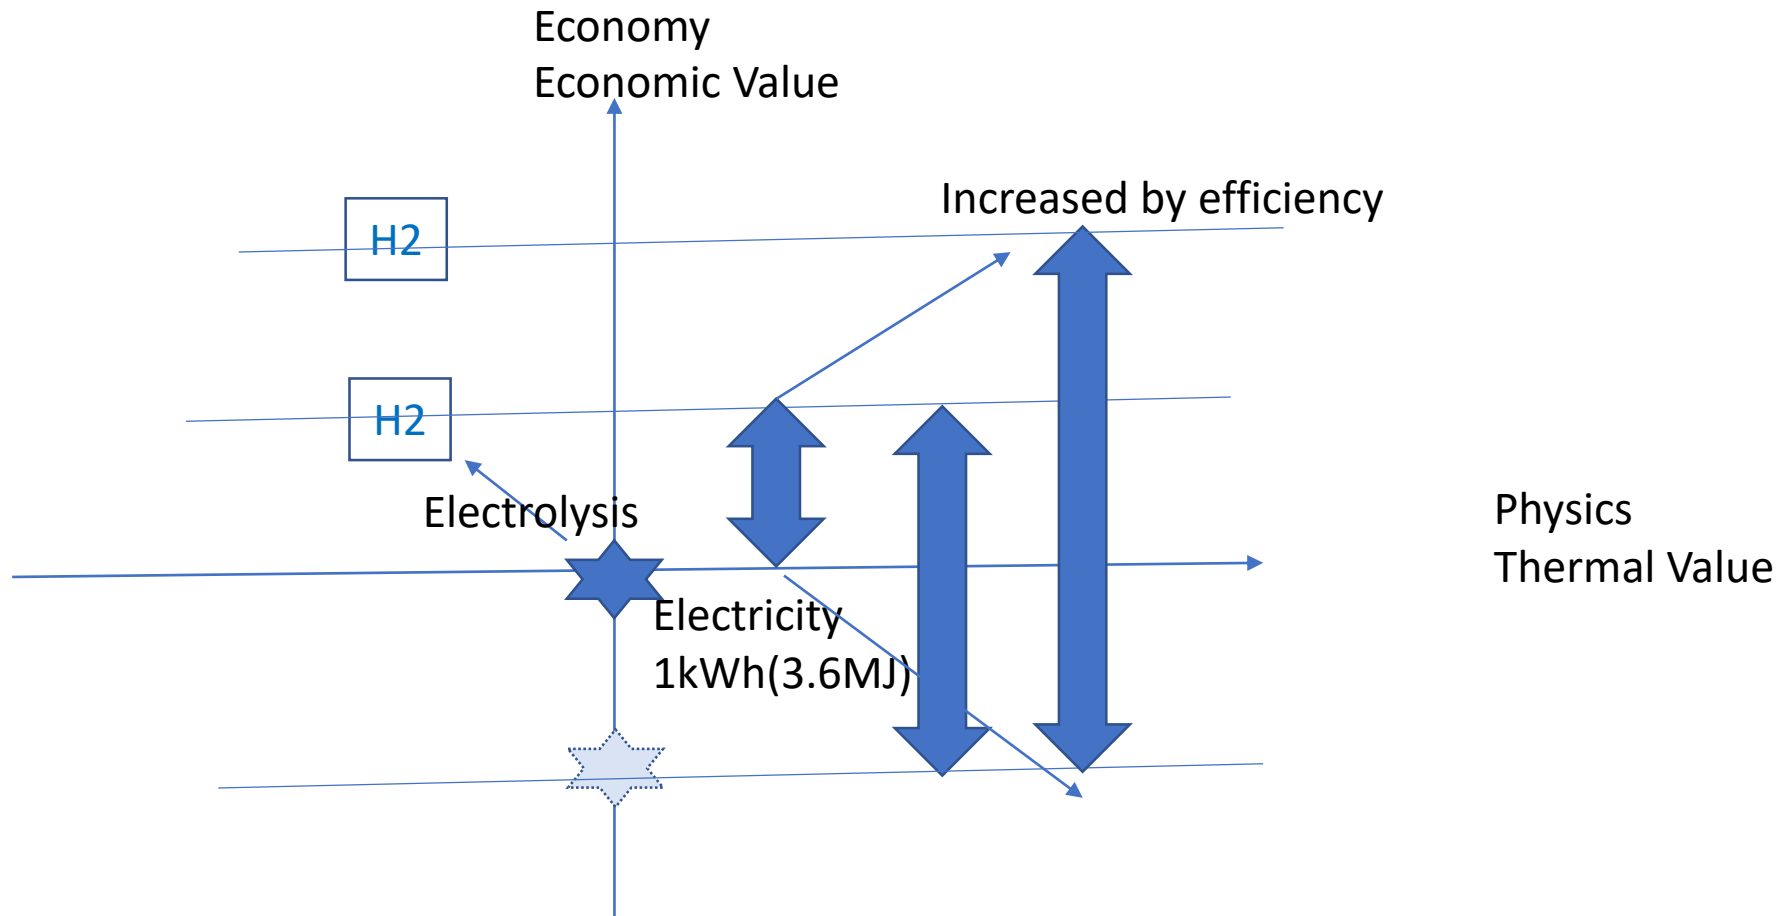 Economy
Economic Value
Increased by efficiency
H2
H2
Electrolysis
Physics
Thermal Value
Electricity
1kWh(3.6MJ)